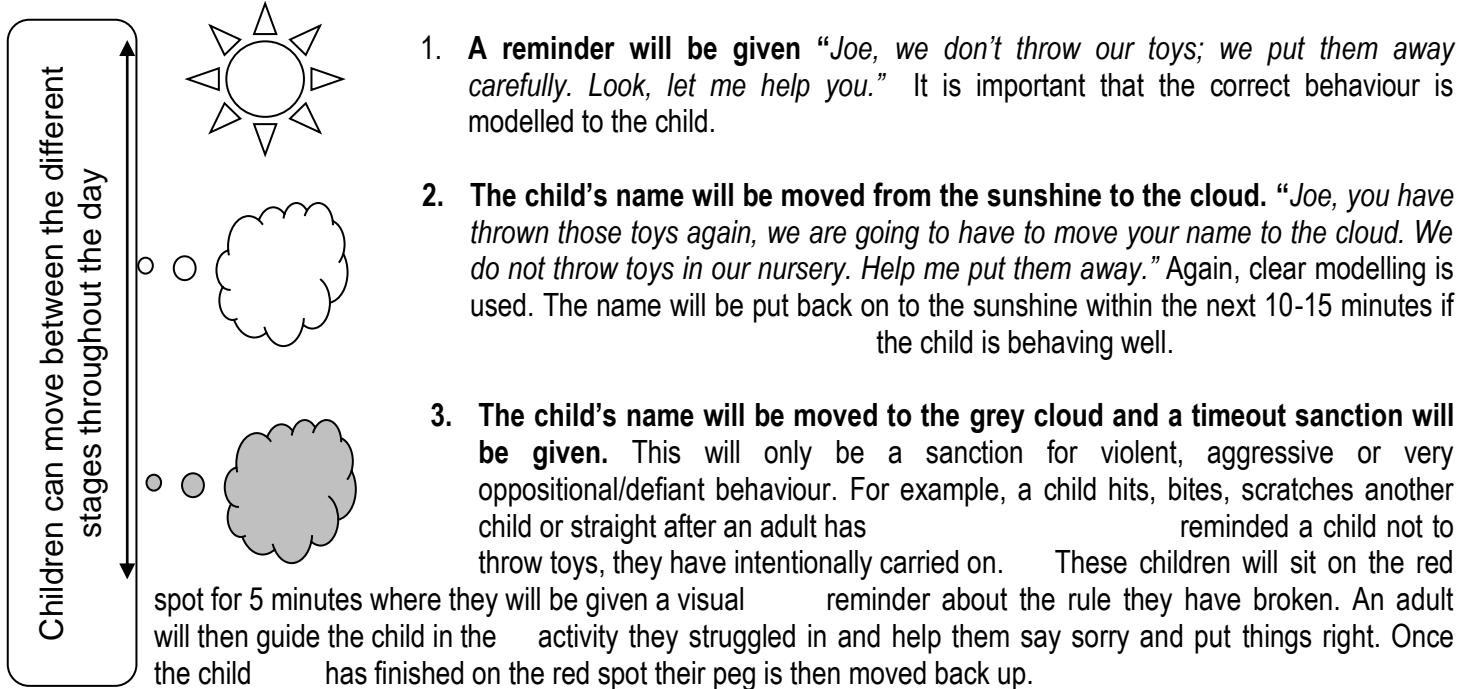 Children can move between the different
stages throughout the day
1. A reminder will be given “Joe, we don’t throw our toys; we put them away
carefully. Look, let me help you.” It is important that the correct behaviour is
modelled to the child.
2. The child’s name will be moved from the sunshine to the cloud. “Joe, you have
thrown those toys again, we are going to have to move your name to the cloud. We
do not throw toys in our nursery. Help me put them away.” Again, clear modelling is
used. The name will be put back on to the sunshine within the next 10-15 minutes if
the child is behaving well.
3. The child’s name will be moved to the grey cloud and a timeout sanction will
be given. This will only be a sanction for violent, aggressive or very
oppositional/defiant behaviour. For example, a child hits, bites, scratches another
child or straight after an adult has reminded a child not to
throw toys, they have intentionally carried on. These children will sit on the red
spot for 5 minutes where they will be given a visual reminder about the rule they have broken. An adult
will then guide the child in the activity they struggled in and help them say sorry and put things right. Once
the child has finished on the red spot their peg is then moved back up.